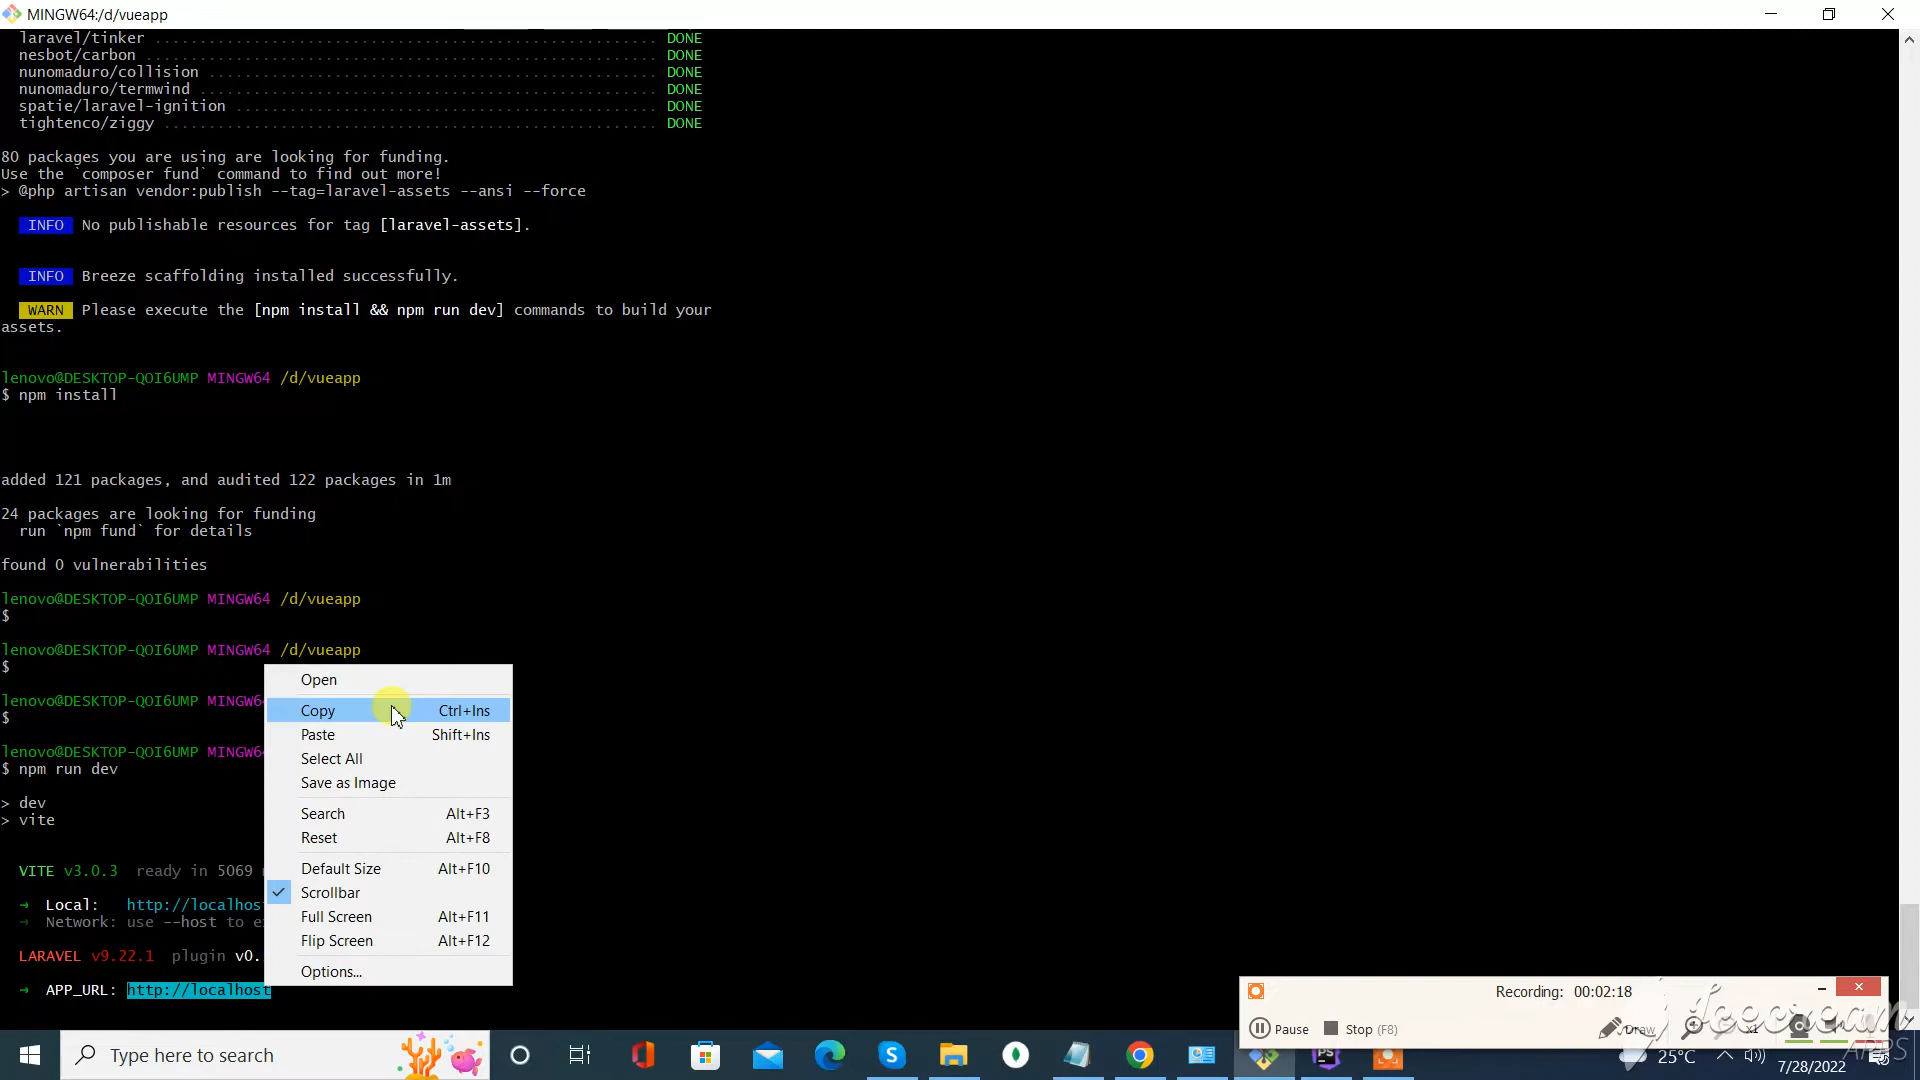 MINGW64:/d/vueapp
laravel/tinker ........................................................ DONE
nesbot/carbon .......................................................... DONE
nunomaduro/collision .................................................. DONE
nunomaduro/termwind ................................................... DONE
spatie/laravel-ignition ............................................... DONE
tightenco/ziggy ....................................................... DONE
80 packages you are using are looking for funding.
Use the `composer fund` command to find out more!
> @php artisan vendor:publish --tag=laravel-assets --ansi --force
INFO No publishable resources for tag [laravel-assets].
INFO Breeze scaffolding installed successfully.
WARN Please execute the [npm install && npm run dev] commands to build your
assets.
lenovo@DESKTOP-QOI6UMP MINGW64 /d/vueapp
$ npm install
added 121 packages, and audited 122 packages in 1m
24 packages are looking for funding
run `npm fund` for details
found 0 vulnerabilities
lenovo@DESKTOP-QOI6UMP MINGW64 /d/vueapp
$
lenovo@DESKTOP-QOI6UMP MINGW64 /d/vueapp
$
lenovo@DESKTOP-QOI6UMP MINGW6
$
lenovo@DESKTOP-QOI6UMP MINGW6
$ npm run dev
> dev
> vite
VITE v3.0.3 ready in 5069
➜ Local: http://localhos
➜ Network: use --host to e
LARAVEL v9.22.1 plugin v0.
➜ APP_URL: http://localhost
Open
Copy Ctrl+Ins
Paste Shift+Ins
Select All
Save as Image
Search Alt+F3
Reset Alt+F8
Default Size Alt+F10
Scrollbar
Full Screen Alt+F11
Flip Screen Alt+F12
Options...
Recording: 00:02:18
Pause Stop (F8) Draw x1
icecream
APPS
Type here to search
25°C
7/28/2022